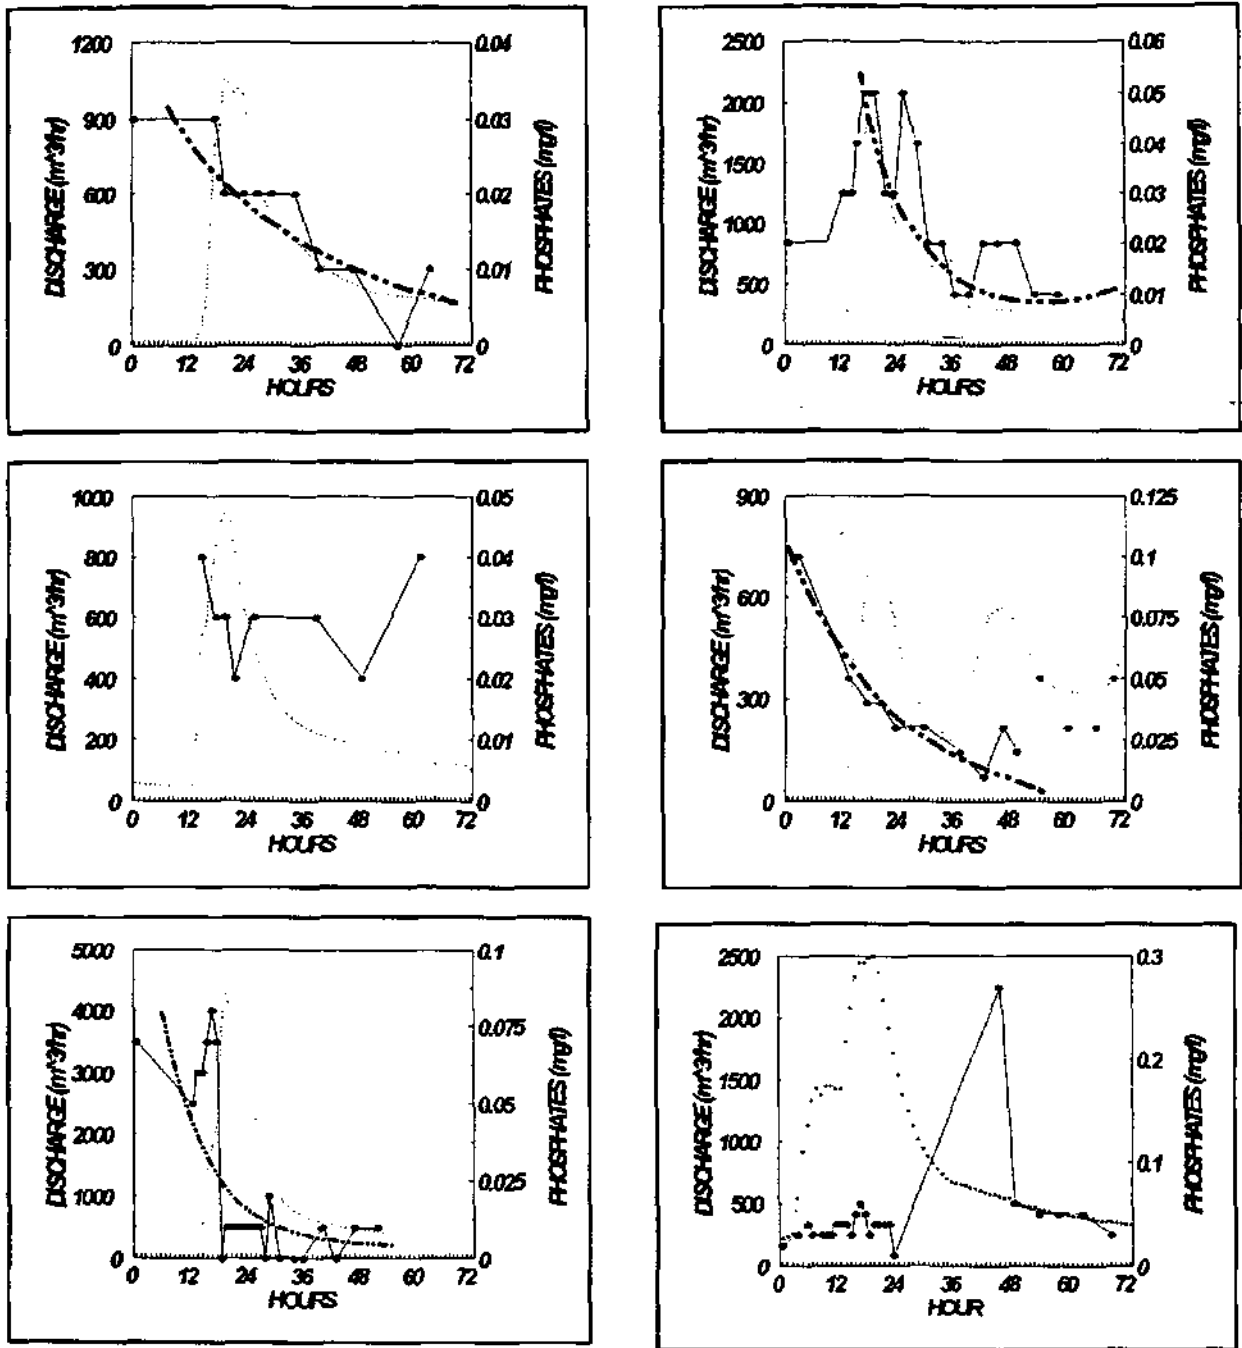 1200
900
600
300
0
0.04
0.03
0.02
0.01
0
0 12 24 36 48 60 72
DISCHARGE (m^3/hr)
PHOSPHATES (mg/l)
HOURS
2500
2000
1500
1000
500
0
0.06
0.05
0.04
0.03
0.02
0.01
0
0 12 24 36 48 60 72
DISCHARGE (m^3/hr)
PHOSPHATES (mg/l)
HOURS
1000
800
600
400
200
0
0.05
0.04
0.03
0.02
0.01
0
0 12 24 36 48 60 72
DISCHARGE (m^3/hr)
PHOSPHATES (mg/l)
HOURS
900
600
300
0
0.125
0.1
0.075
0.05
0.025
0
0 12 24 36 48 60 72
DISCHARGE (m^3/hr)
PHOSPHATES (mg/l)
HOURS
5000
4000
3000
2000
1000
0
0.1
0.075
0.05
0.025
0
0 12 24 36 48 60 72
DISCHARGE (m^3/hr)
PHOSPHATES (mg/l)
HOURS
2500
2000
1500
1000
500
0
0.3
0.2
0.1
0
0 12 24 36 48 60 72
DISCHARGE (m^3/hr)
PHOSPHATES (mg/l)
HOUR